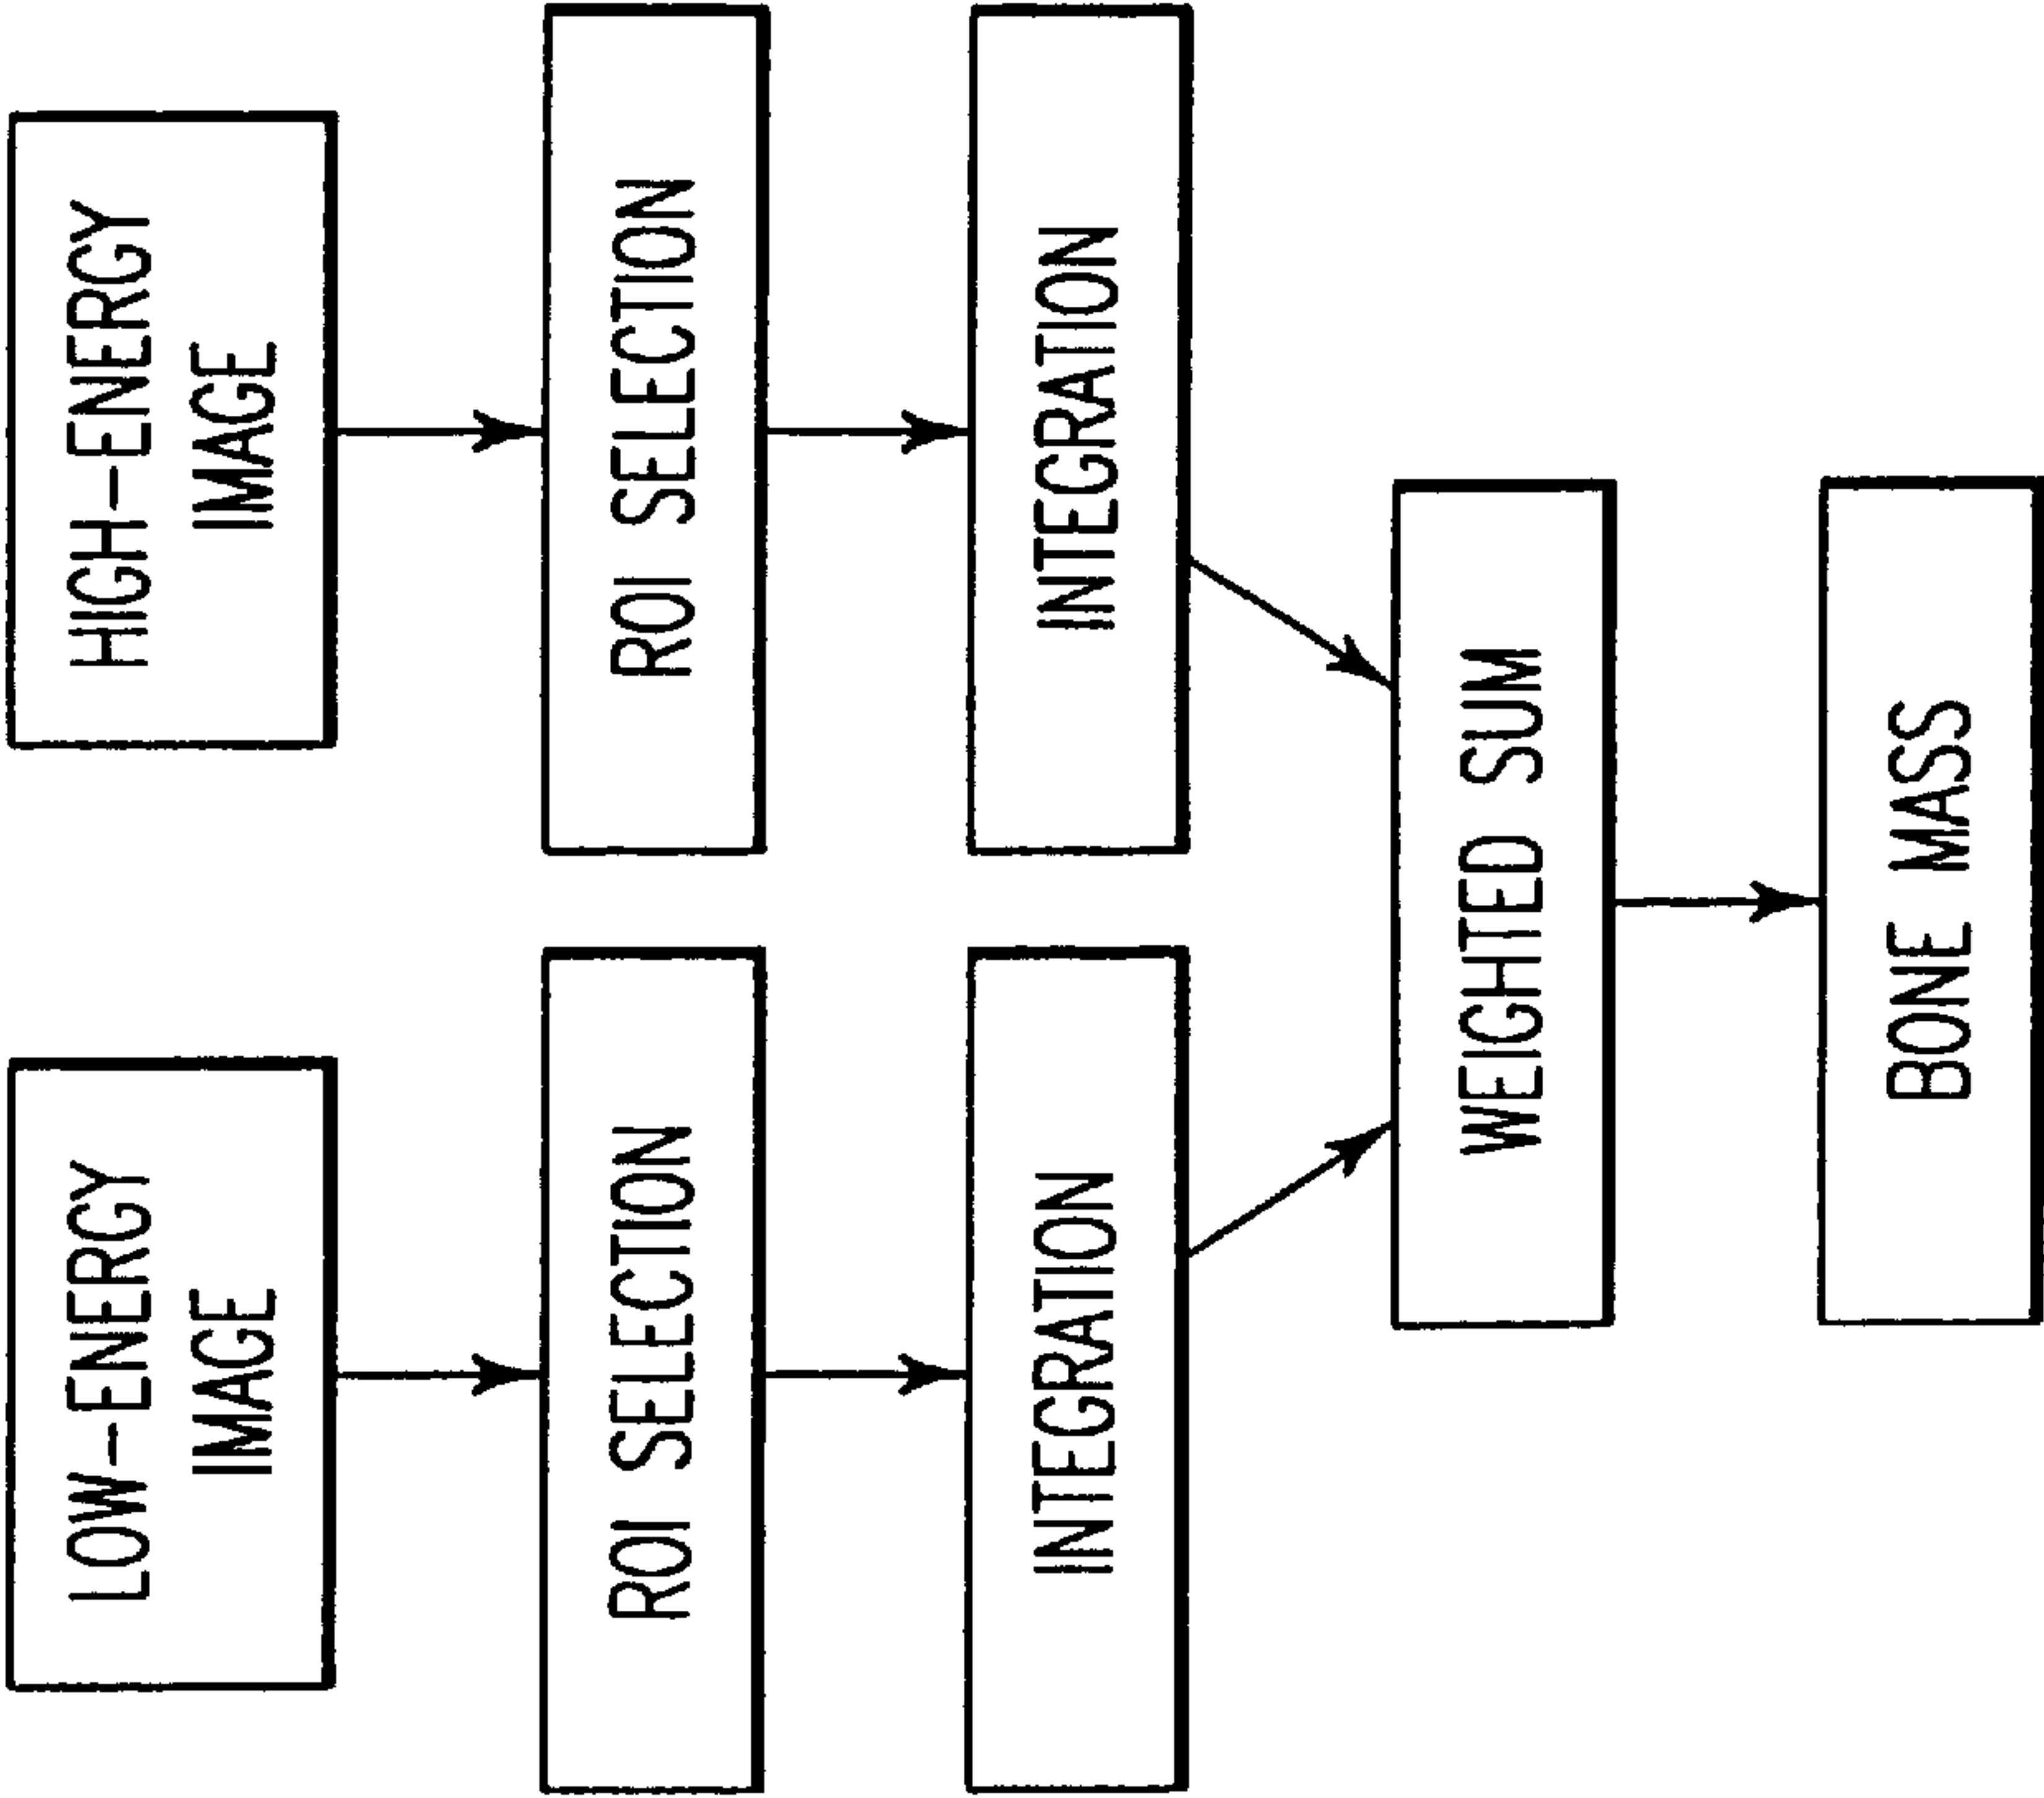 LOW-ENERGY
IMAGE
HIGH-ENERGY
IMAGE
ROI SELECTION
ROI SELECTION
INTEGRATION
INTEGRATION
WEIGHTED SUM
BONE MASS